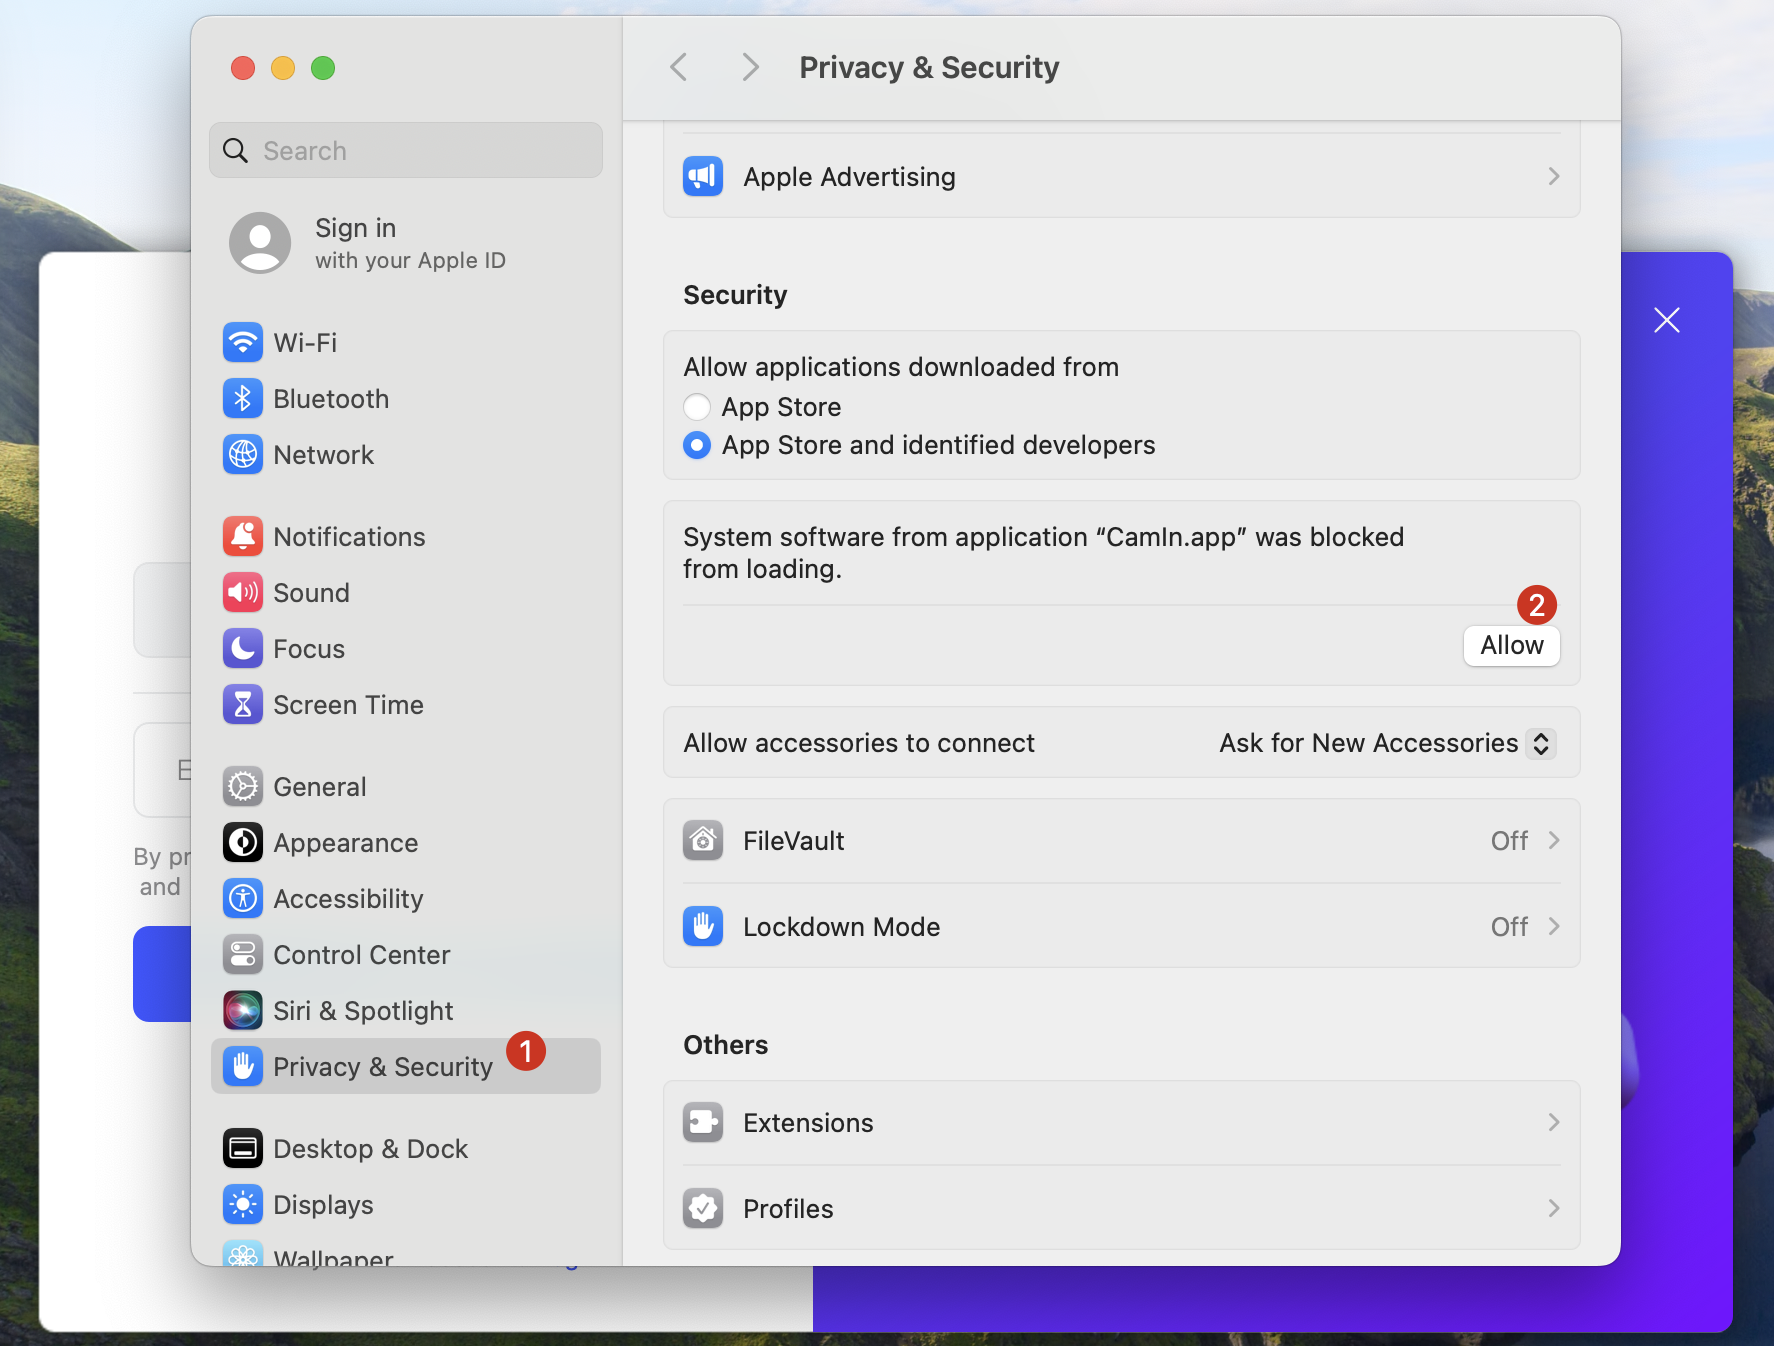 Privacy & Security
Search
Sign in
with your Apple ID
Wi-Fi
Bluetooth
Network
Notifications
Sound
Focus
Screen Time
General
Appearance
Accessibility
Control Center
Siri & Spotlight
Privacy & Security
1
Desktop & Dock
Displays
Wallpaper
Apple Advertising
Security
Allow applications downloaded from
App Store
App Store and identified developers
System software from application “CamIn.app” was blocked
from loading.
2
Allow
Allow accessories to connect
Ask for New Accessories
FileVault
Off
Lockdown Mode
Off
Others
Extensions
Profiles
By
and